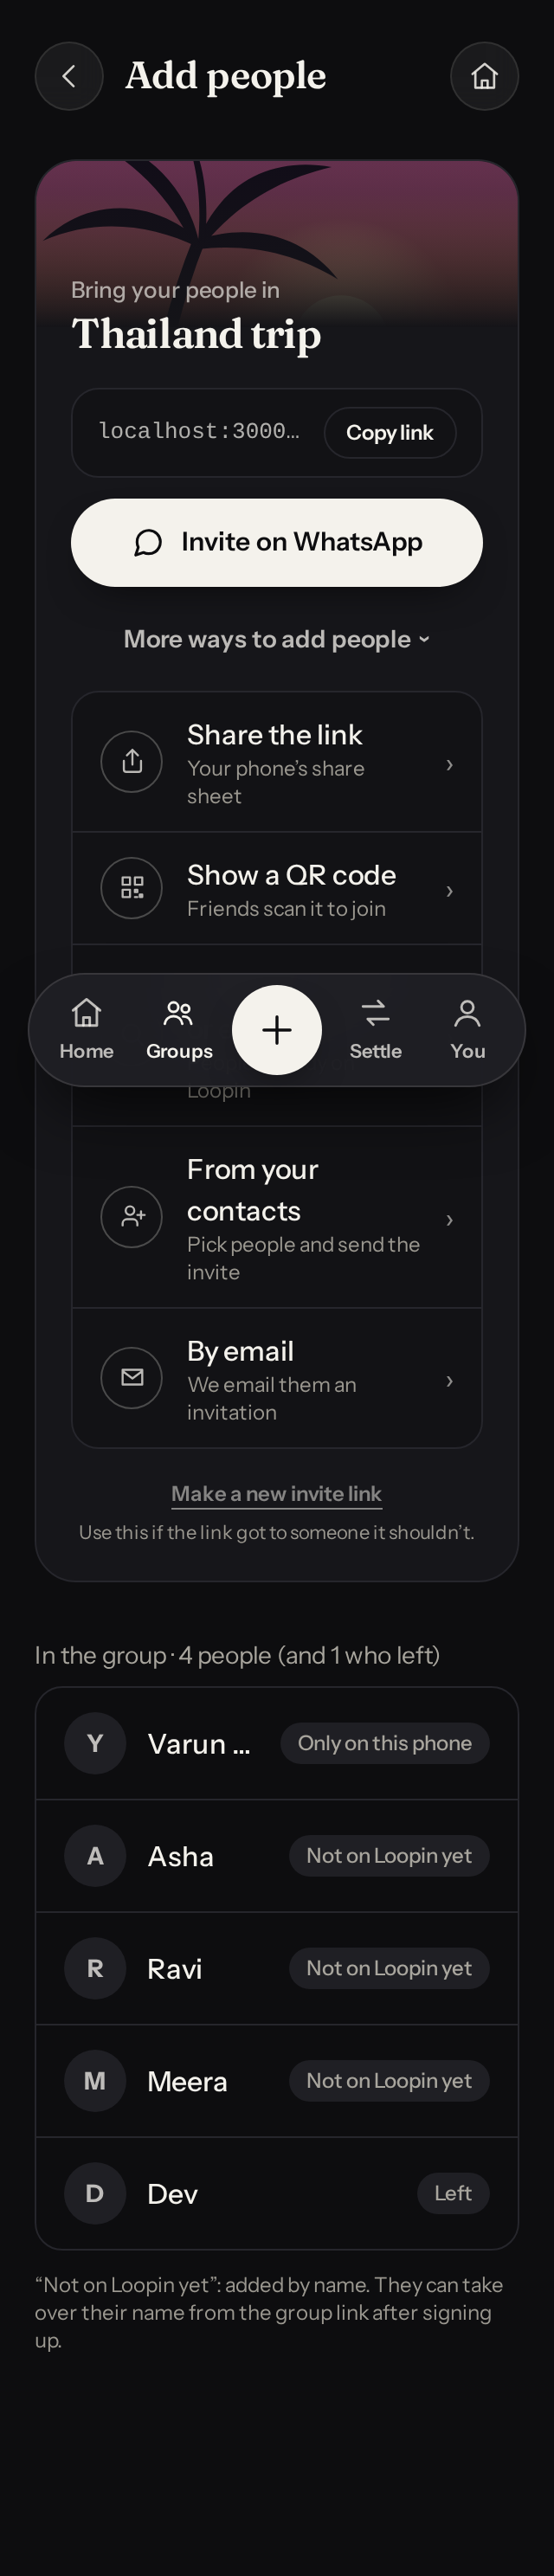 Add people
Bring your people in
Thailand trip
localhost:3000…
Copy link
Invite on WhatsApp
More ways to add people
Share the link
Your phone’s share
sheet
Show a QR code
Friends scan it to join
Home
Groups
Settle
You
Loopin
From your
contacts
Pick people and send the
invite
By email
We email them an
invitation
Make a new invite link
Use this if the link got to someone it shouldn’t.
In the group · 4 people (and 1 who left)
Y
Varun ...
Only on this phone
A
Asha
Not on Loopin yet
R
Ravi
Not on Loopin yet
M
Meera
Not on Loopin yet
D
Dev
Left
“Not on Loopin yet”: added by name. They can take
over their name from the group link after signing
up.